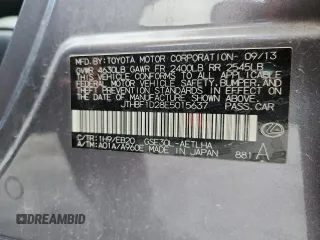 MFD. BY: TOYOTA MOTOR CORPORATION- 09/13
GVWR 4630LB GAWR FR 2400LB RR 2545LB
THIS VEHICLE CONFORMS TO ALL APPLICABLE
FEDERAL MOTOR VEHICLE SAFETY, BUMPER, AND
THEFT PREVENTION STANDARDS IN EFFECT ON
THE DATE OF MANUFACTURE SHOWN ABOVE.
JTHBF1D28E5015637 PASS.CAR
C/TR:1H9/EB20 GSE30L-AETLHA
A/TM:A01A/A960E MADE IN JAPAN 881 A
DREAMBID